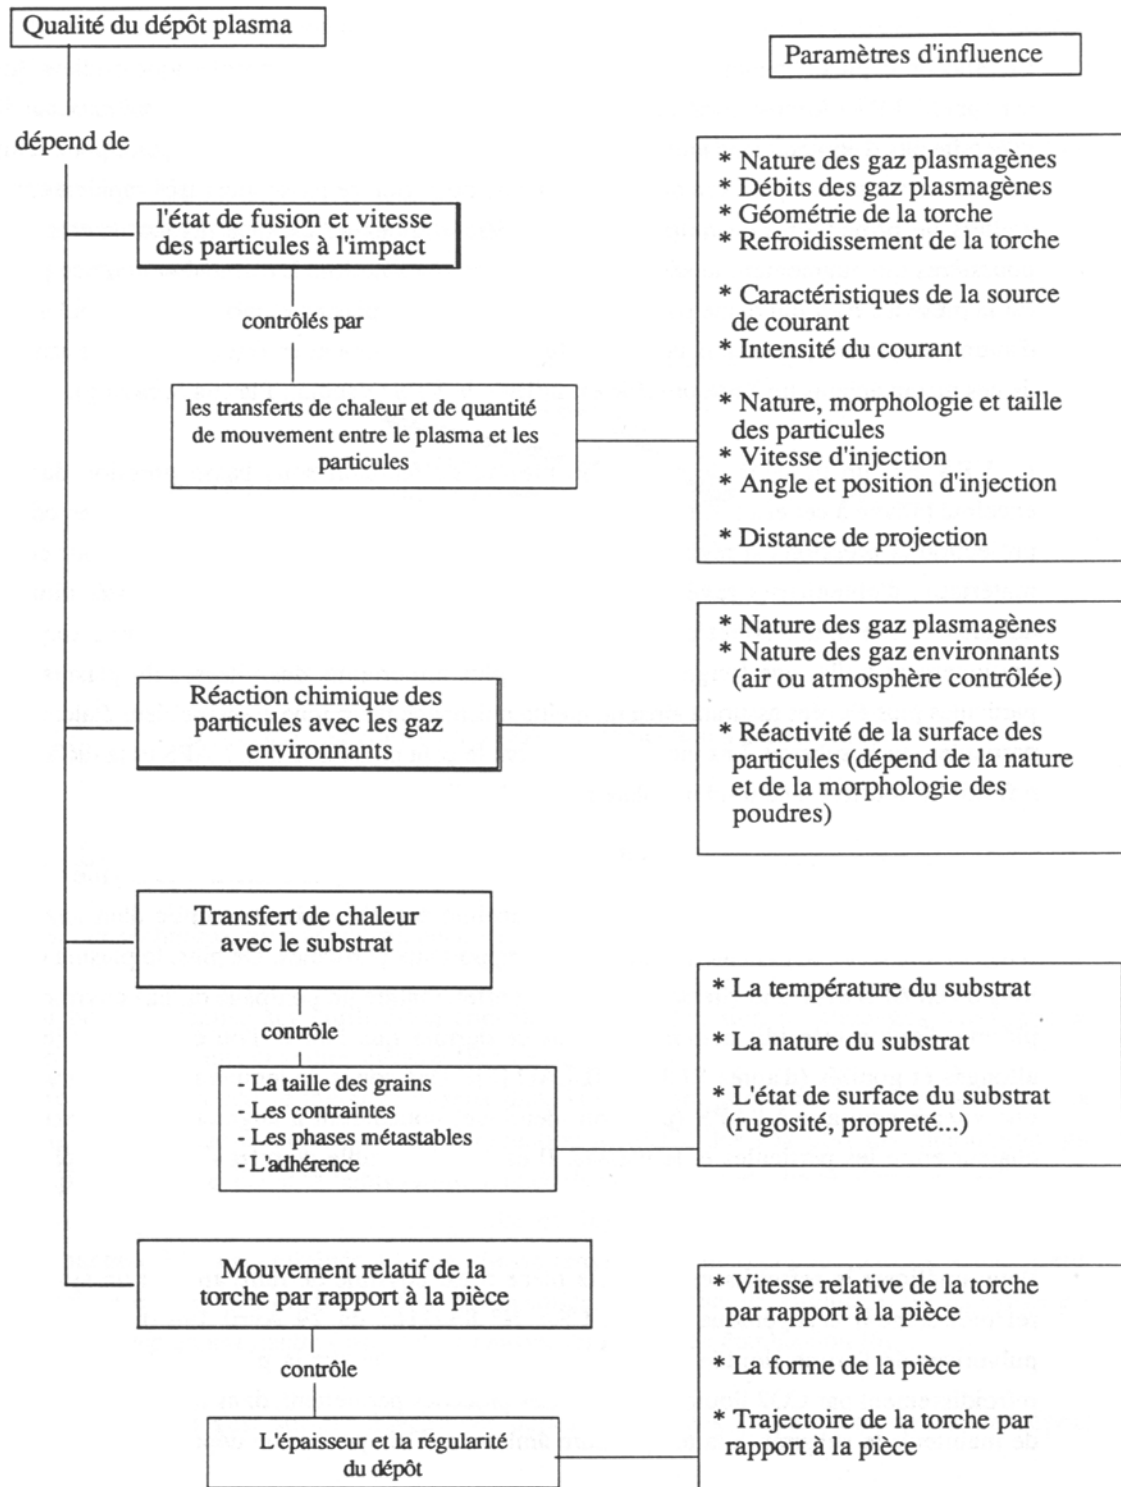 Qualité du dépôt plasma
Paramètres d'influence
dépend de
l'état de fusion et vitesse
des particules à l'impact
contrôlés par
les transferts de chaleur et de quantité
de mouvement entre le plasma et les
particules
* Nature des gaz plasmagènes
* Débits des gaz plasmagènes
* Géométrie de la torche
* Refroidissement de la torche
* Caractéristiques de la source
de courant
* Intensité du courant
* Nature, morphologie et taille
des particules
* Vitesse d'injection
* Angle et position d'injection
* Distance de projection
Réaction chimique des
particules avec les gaz
environnants
* Nature des gaz plasmagènes
* Nature des gaz environnants
(air ou atmosphère contrôlée)
* Réactivité de la surface des
particules (dépend de la nature
et de la morphologie des
poudres)
Transfert de chaleur
avec le substrat
contrôle
- La taille des grains
- Les contraintes
- Les phases métastables
- L'adhérence
* La température du substrat
* La nature du substrat
* L'état de surface du substrat
(rugosité, propreté...)
Mouvement relatif de la
torche par rapport à la pièce
contrôle
L'épaisseur et la régularité
du dépôt
* Vitesse relative de la torche
par rapport à la pièce
* La forme de la pièce
* Trajectoire de la torche par
rapport à la pièce